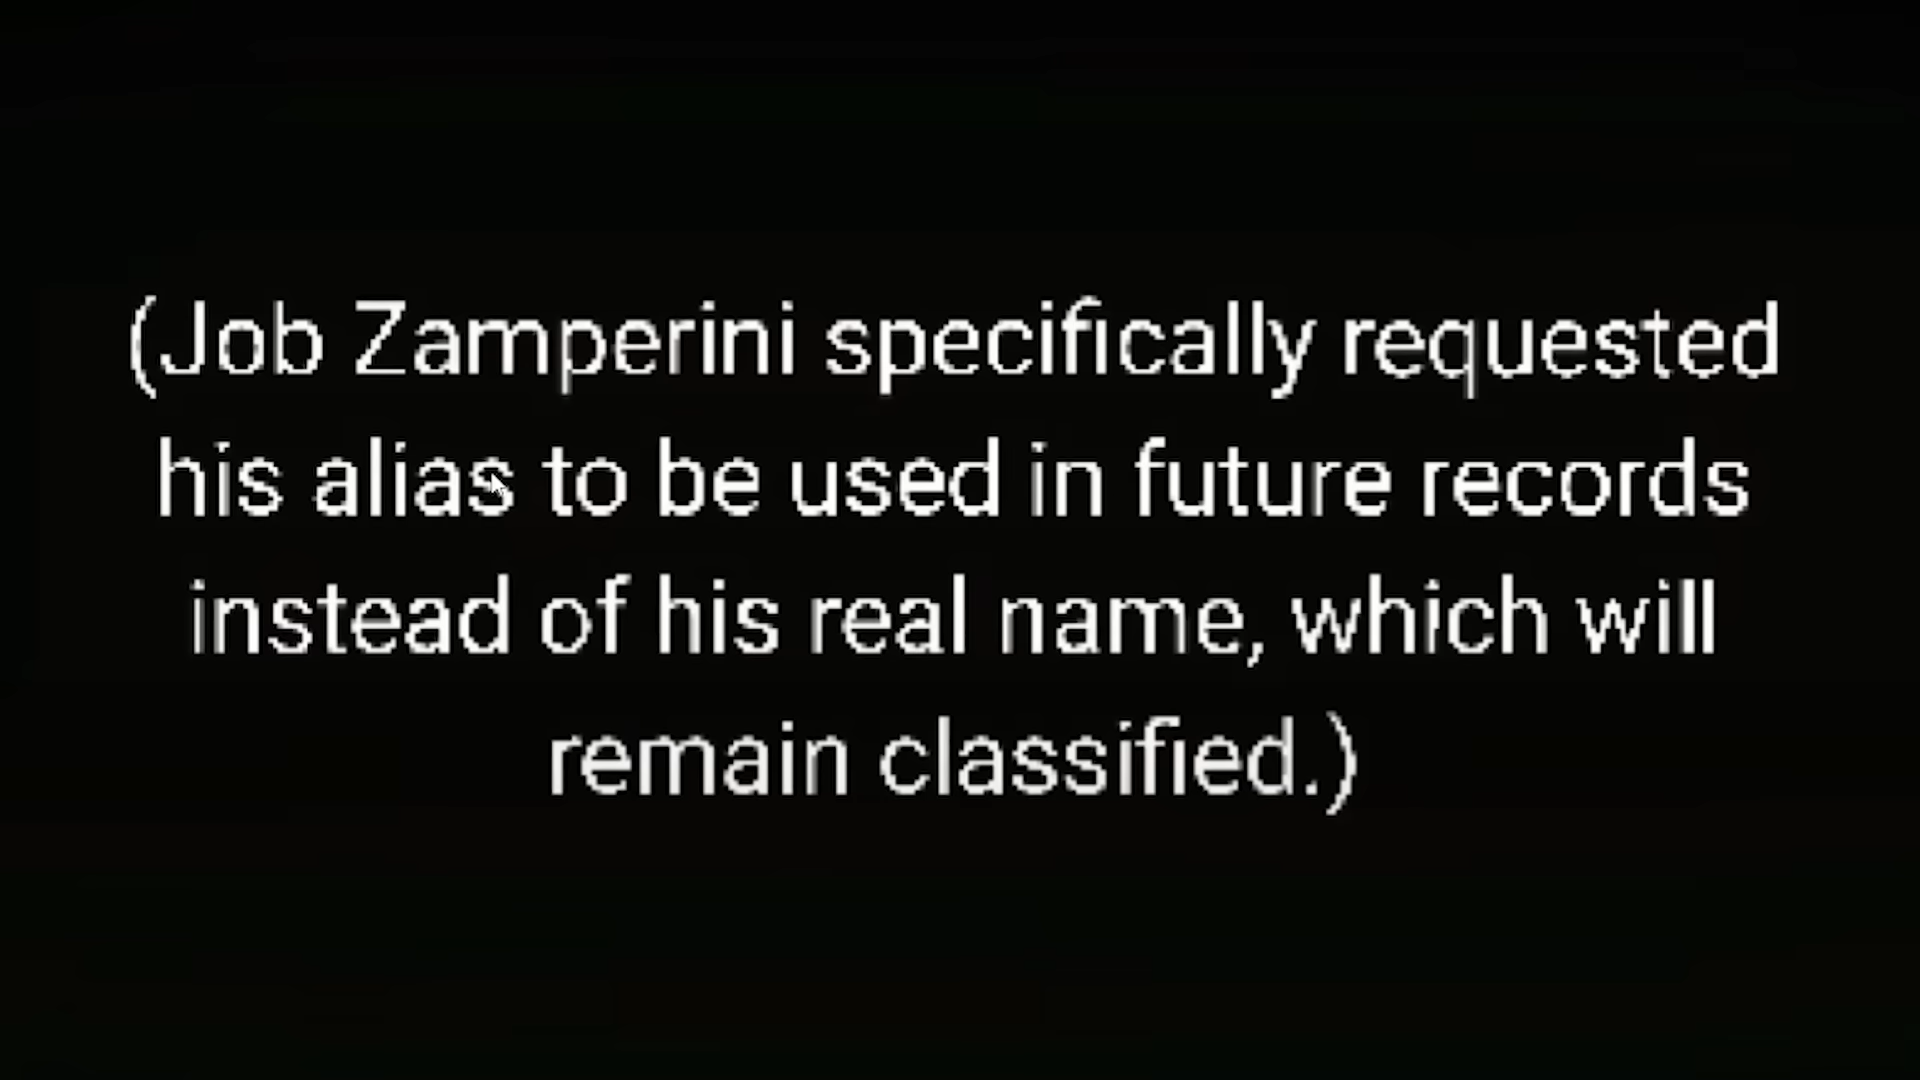 (Job Zamperini specifically requested
his alias to be used in future records
instead of his real name, which will
remain classified.)